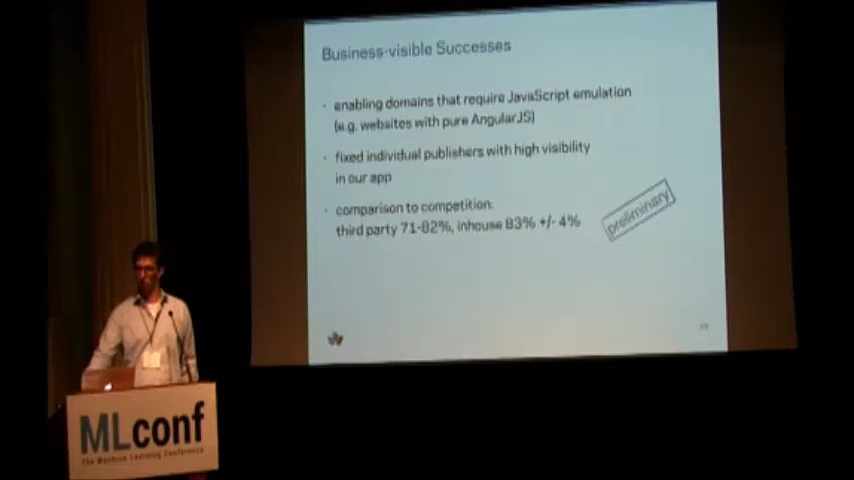 Business-visible Successes
· enabling domains that require JavaScript emulation
(e.g. websites with pure AngularJS)
· fixed individual publishers with high visibility
in our app
· comparison to competition:
third party 71-82%, inhouse 83% +/- 4%
preliminary
MLconf
The Machine Learning Conference